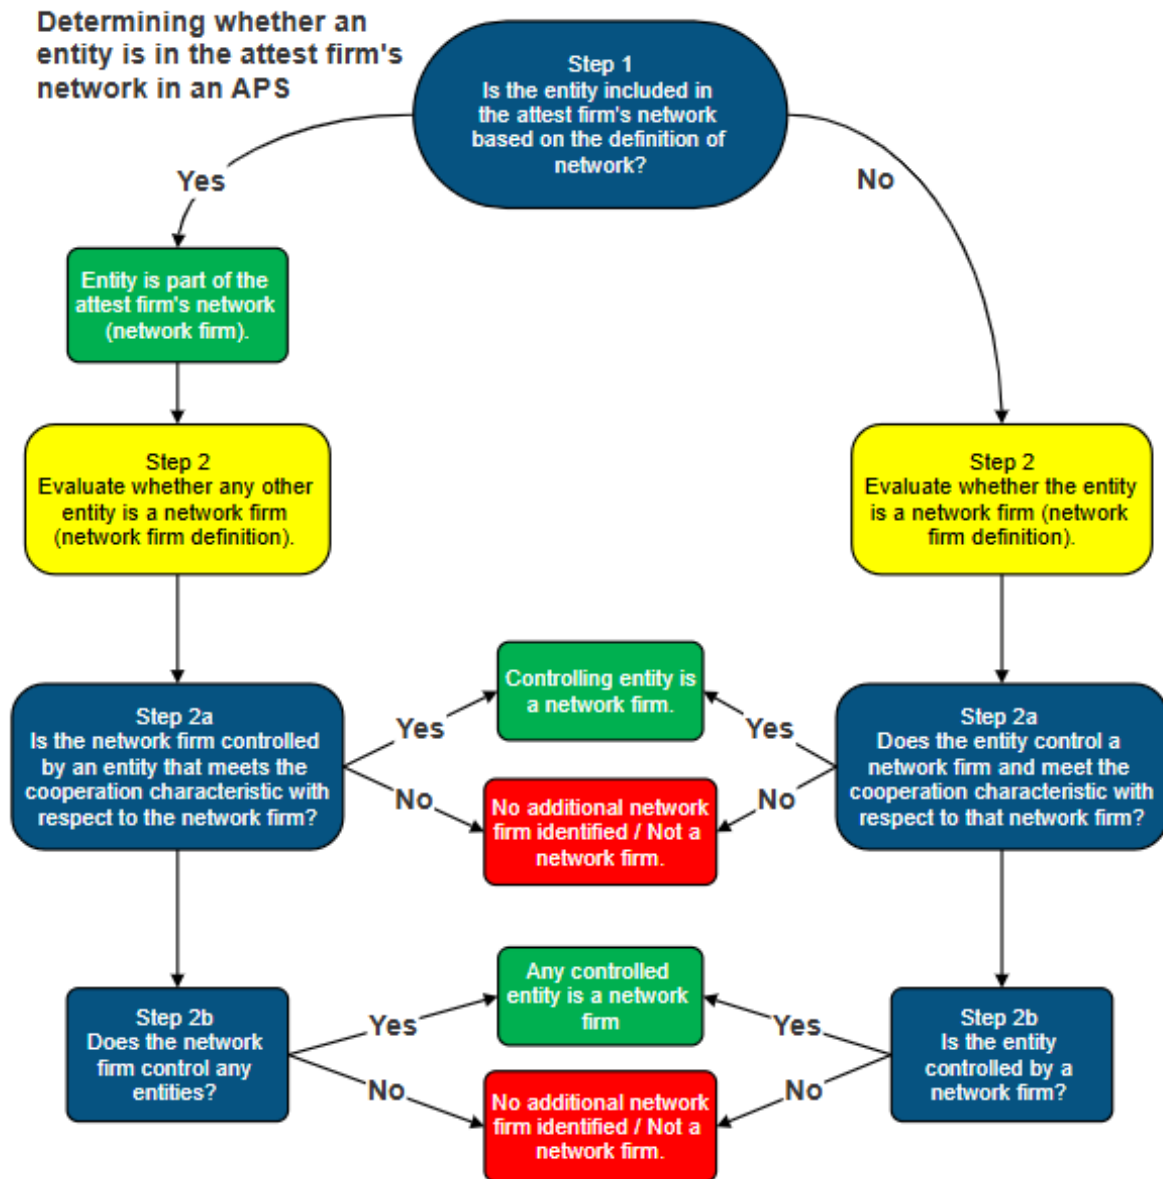 Determining whether an
entity is in the attest firm's
network in an APS
Step 1
Is the entity included in
the attest firm's network
based on the definition of
network?
Yes
No
Entity is part of the
attest firm's network
(network firm).
Step 2
Evaluate whether any other
entity is a network firm
(network firm definition).
Step 2
Evaluate whether the entity
is a network firm (network
firm definition).
Step 2a
Is the network firm controlled
by an entity that meets the
cooperation characteristic with
respect to the network firm?
Yes
No
Controlling entity is
a network firm.
No additional network
firm identified / Not a
network firm.
Yes
No
Step 2a
Does the entity control a
network firm and meet the
cooperation characteristic with
respect to that network firm?
Step 2b
Does the network
firm control any
entities?
Yes
No
Any controlled
entity is a network
firm
No additional network
firm identified / Not a
network firm.
Yes
No
Step 2b
Is the entity
controlled by a
network firm?